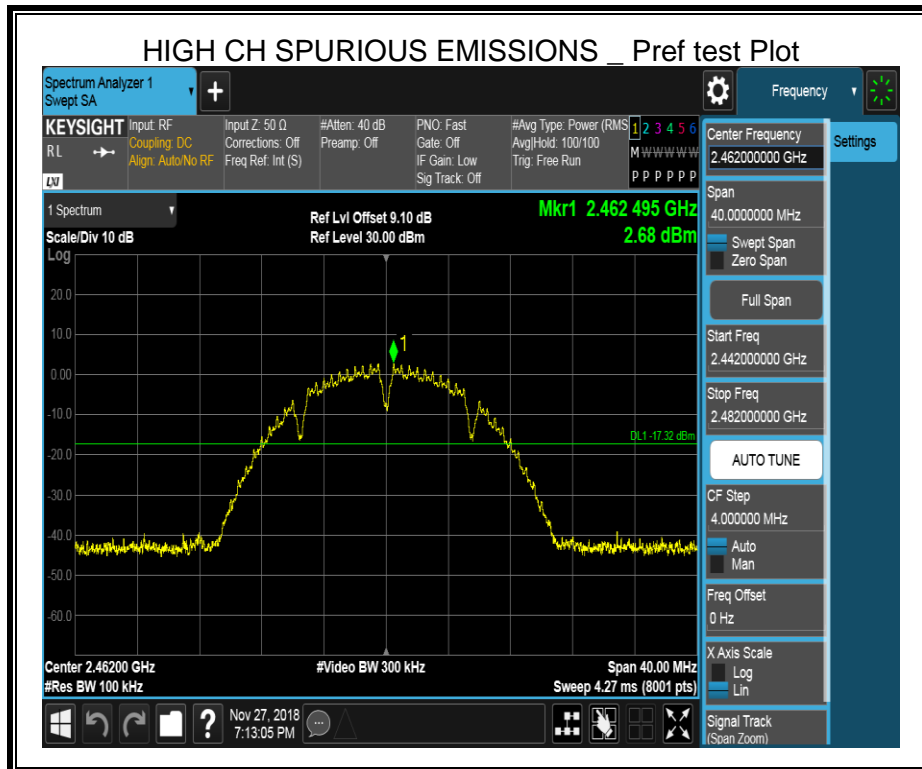 HIGH CH SPURIOUS EMISSIONS _ Pref test Plot
Spectrum Analyzer 1
Swept SA
+
Frequency
KEYSIGHT
RL
LXI
Input: RF
Coupling: DC
Align: Auto/No RF
Input Z: 50 Ω
Corrections: Off
Freq Ref: Int (S)
#Atten: 40 dB
Preamp: Off
PNO: Fast
Gate: Off
IF Gain: Low
Sig Track: Off
#Avg Type: Power (RMS
Avg|Hold: 100/100
Trig: Free Run
1 2 3 4 5 6
M W W W W W
P P P P P P
Center Frequency
2.462000000 GHz
Settings
1 Spectrum
Scale/Div 10 dB
Ref Lvl Offset 9.10 dB
Ref Level 30.00 dBm
Mkr1 2.462 495 GHz
2.68 dBm
Log
20.0
10.0
0.00
-10.0
-20.0
-30.0
-40.0
-50.0
-60.0
1
DL1 -17.32 dBm
Span
40.0000000 MHz
Swept Span
Zero Span
Full Span
Start Freq
2.442000000 GHz
Stop Freq
2.482000000 GHz
AUTO TUNE
CF Step
4.000000 MHz
Auto
Man
Freq Offset
0 Hz
X Axis Scale
Log
Lin
Signal Track
(Span Zoom)
Center 2.46200 GHz
#Res BW 100 kHz
#Video BW 300 kHz
Span 40.00 MHz
Sweep 4.27 ms (8001 pts)
?
Nov 27, 2018
7:13:05 PM